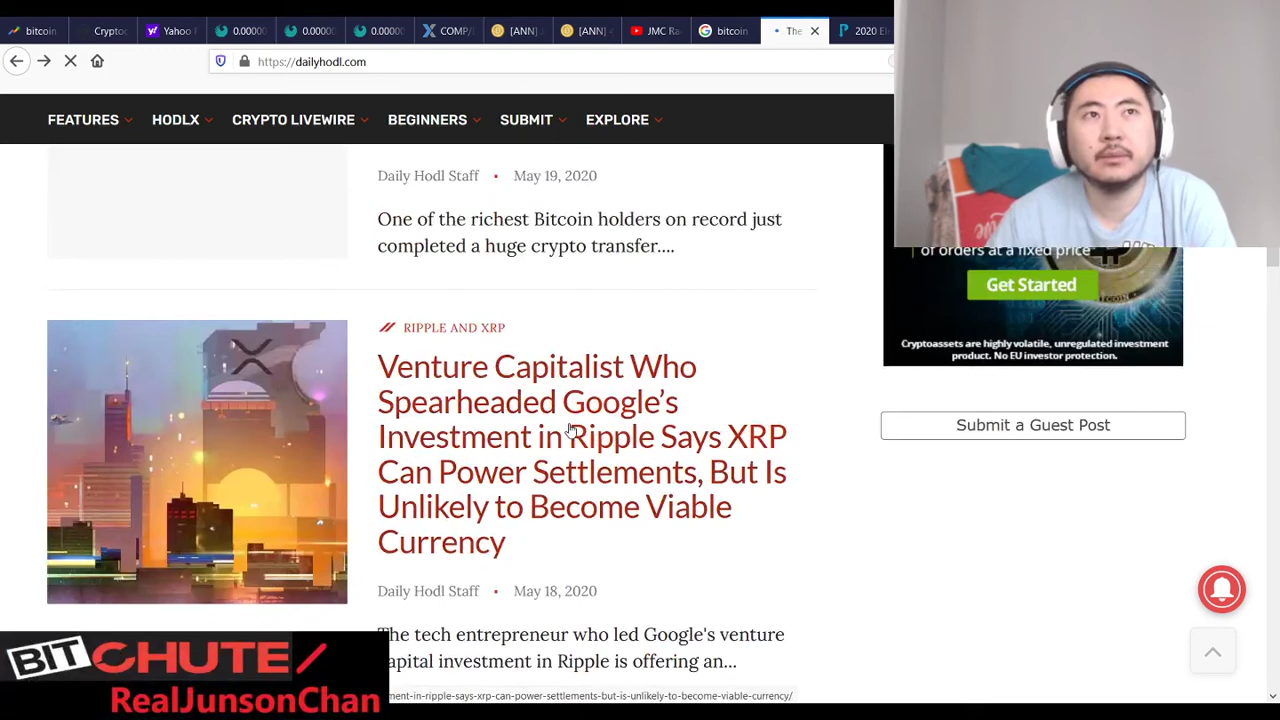 bitcoin
Cryptoc
Yahoo
0.00000
0.00000
0.00000
COMP/
[ANN]
[ANN]
JMC Ra
bitcoin
The
2020 El
https://dailyhodl.com
FEATURES
HODLX
CRYPTO LIVEWIRE
BEGINNERS
SUBMIT
EXPLORE
Daily Hodl Staff • May 19, 2020
One of the richest Bitcoin holders on record just
completed a huge crypto transfer....
RIPPLE AND XRP
Venture Capitalist Who
Spearheaded Google’s
Investment in Ripple Says XRP
Can Power Settlements, But Is
Unlikely to Become Viable
Currency
Daily Hodl Staff • May 18, 2020
The tech entrepreneur who led Google's venture
capital investment in Ripple is offering an...
ment-in-ripple-says-xrp-can-power-settlements-but-is-unlikely-to-become-viable-currency/
of orders at a fixed price
Get Started
Cryptoassets are highly volatile, unregulated investment
product. No EU investor protection.
Submit a Guest Post
BITCHUTE
RealJunsonChan